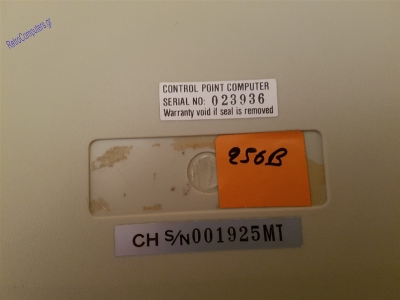 RetroComputers.gr
CONTROL POINT COMPUTER
SERIAL NO: 023936
Warranty void if seal is removed
256B
CH S/N001925MT